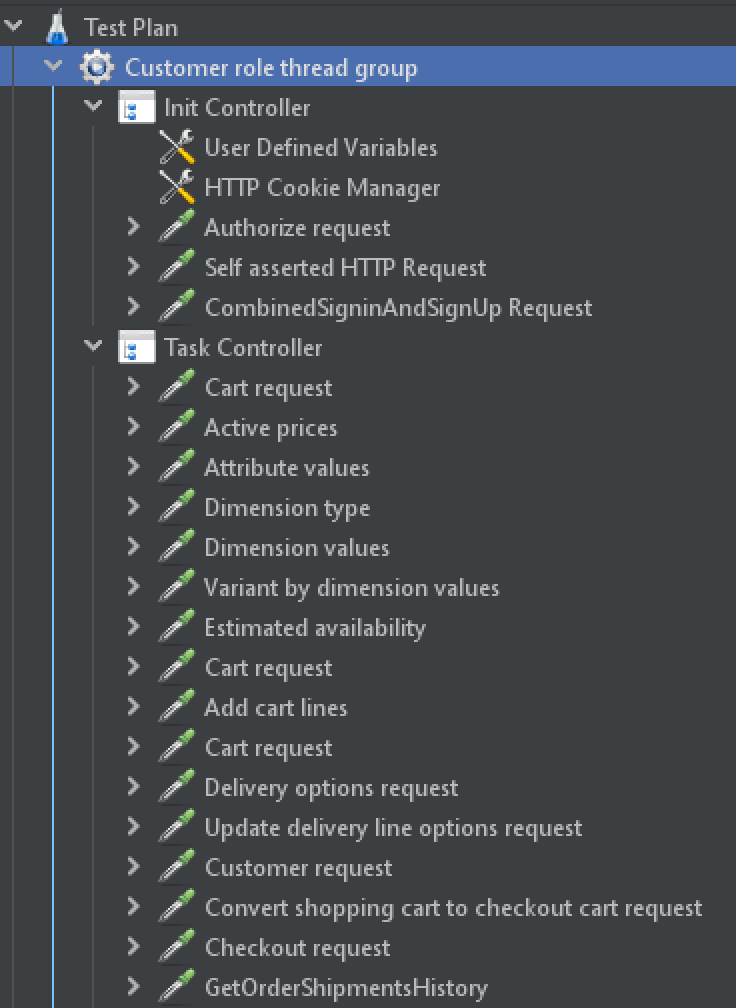 Test Plan
Customer role thread group
Init Controller
User Defined Variables
HTTP Cookie Manager
Authorize request
Self asserted HTTP Request
CombinedSigninAndSignUp Request
Task Controller
Cart request
Active prices
Attribute values
Dimension type
Dimension values
Variant by dimension values
Estimated availability
Cart request
Add cart lines
Cart request
Delivery options request
Update delivery line options request
Customer request
Convert shopping cart to checkout cart request
Checkout request
GetOrderShipmentsHistory